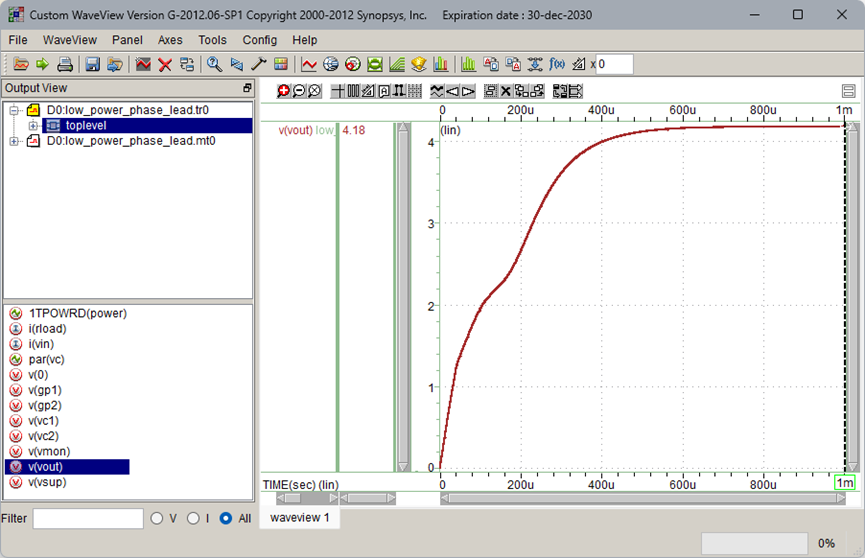 Custom WaveView Version G-2012.06-SP1 Copyright 2000-2012 Synopsys, Inc. Expiration date : 30-dec-2030
File WaveView Panel Axes Tools Config Help
x 0
Output View
D0:low_power_phase_lead.tr0
toplevel
D0:low_power_phase_lead.mt0
1TPOWRD(power)
i(rload)
i(vin)
par(vc)
v(0)
v(gp1)
v(gp2)
v(vc1)
v(vc2)
v(vmon)
v(vout)
v(vsup)
Filter V I All
0 200u 400u 600u 800u 1m
v(vout) low 4.18 (lin)
4
3
2
1
0
0 200u 400u 600u 800u 1m
TIME(sec) (lin)
waveview 1
0%